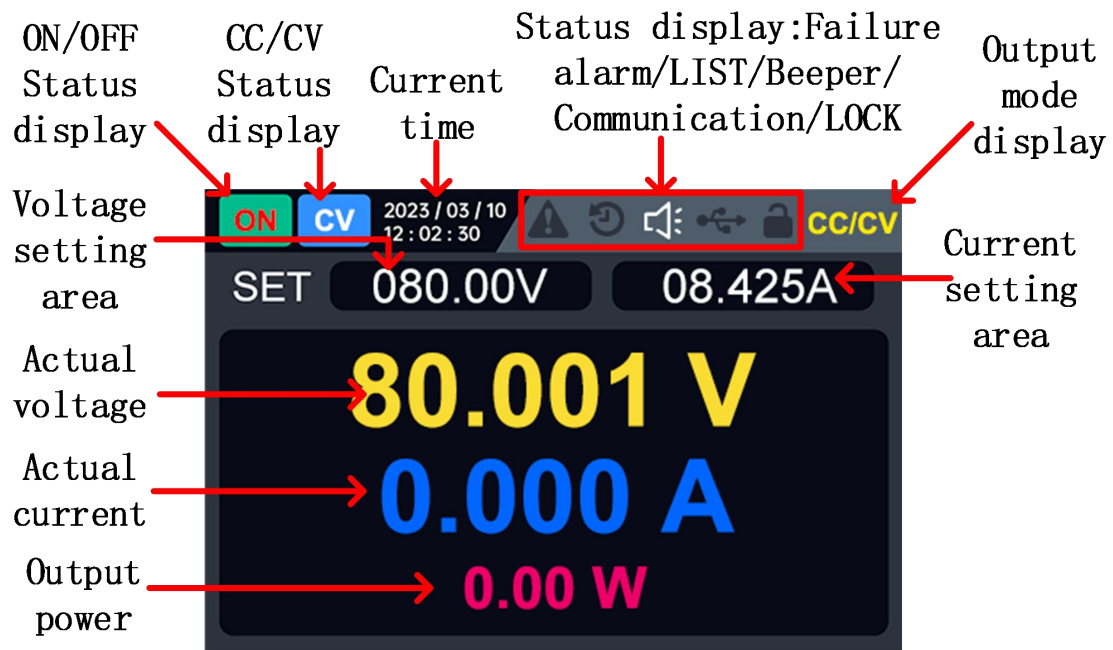 ON/OFF
Status
display
CC/CV
Status
display
Current
time
Status display:Failure
alarm/LIST/Beeper/
Communication/LOCK
Output
mode
display
Voltage
setting
area
ON
CV
2023/03/10
12:02:30
CC/CV
SET
080.00V
08.425A
Current
setting
area
Actual
voltage
80.001 V
Actual
current
0.000 A
Output
power
0.00 W